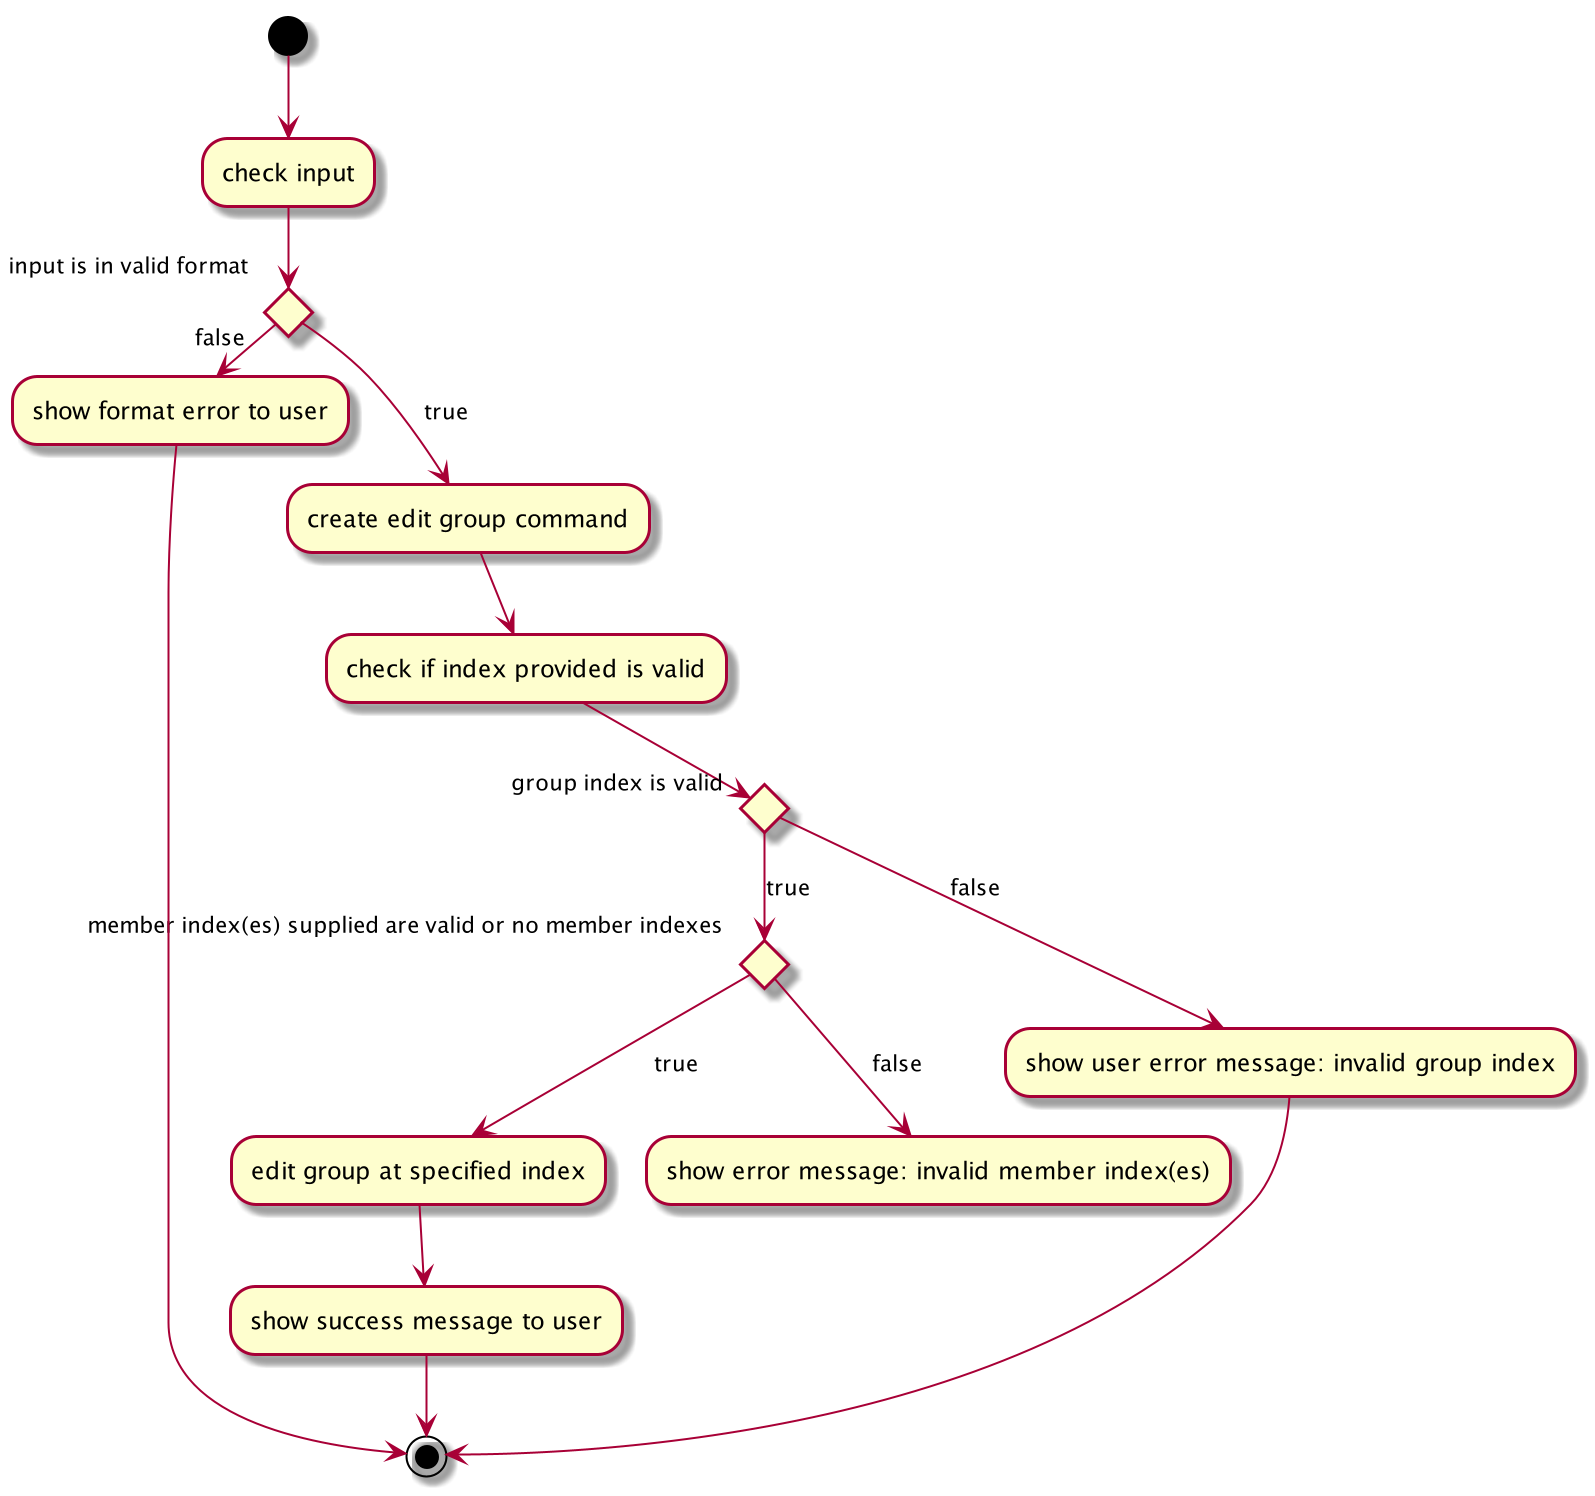 check input
input is in valid format
false
show format error to user
true
create edit group command
check if index provided is valid
group index is valid
true
false
member index(es) supplied are valid or no member indexes
true
false
show user error message: invalid group index
edit group at specified index
show error message: invalid member index(es)
show success message to user